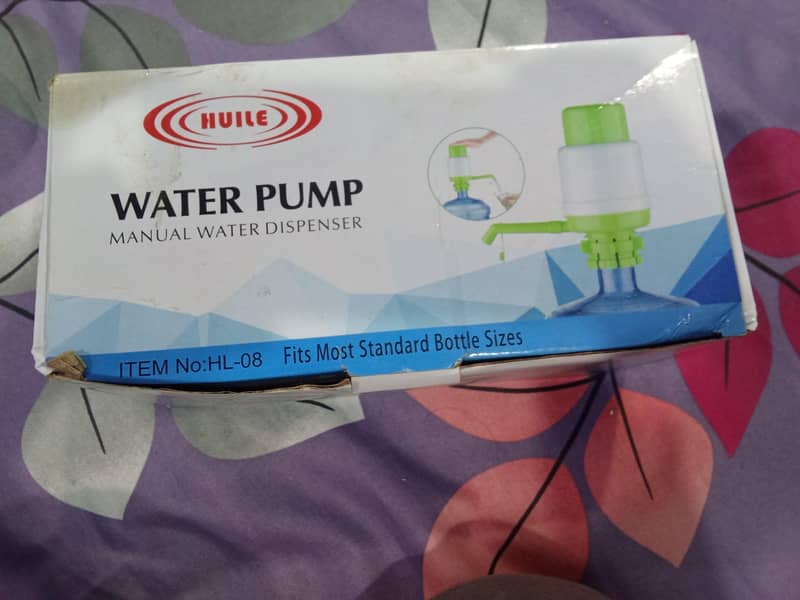 HUILE
WATER PUMP
MANUAL WATER DISPENSER
ITEM No:HL-08 Fits Most Standard Bottle Sizes